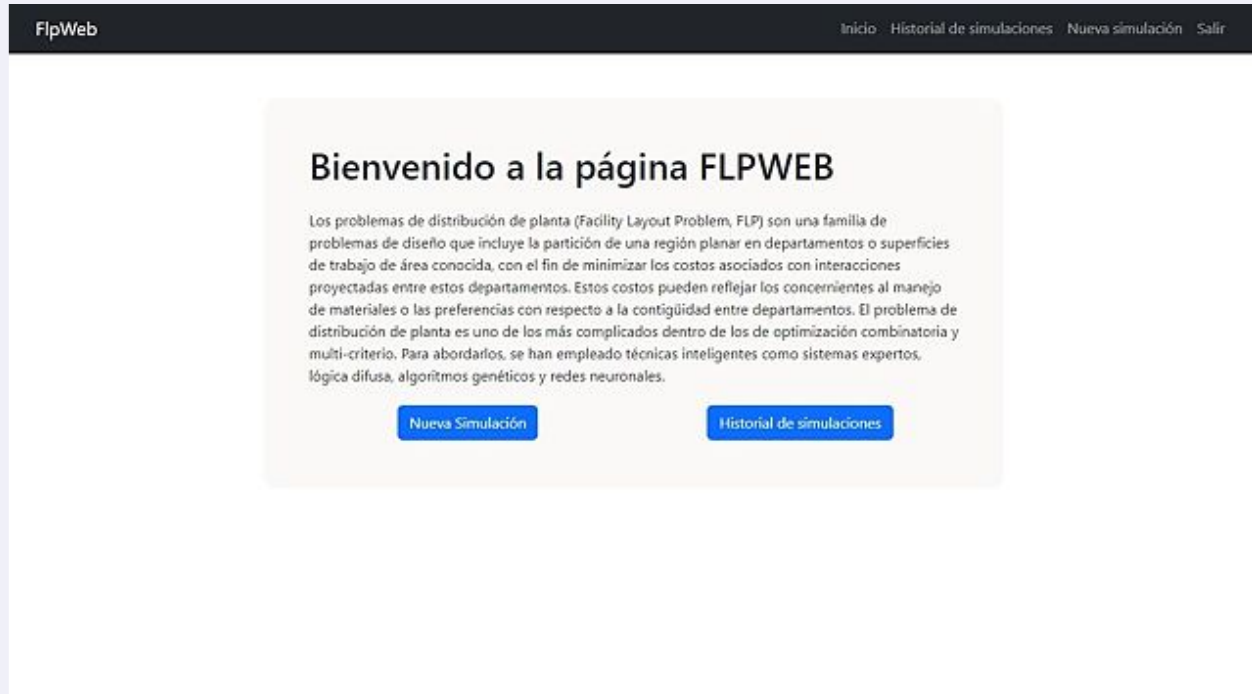 FlpWeb
Inicio Historial de simulaciones Nueva simulación Salir
Bienvenido a la página FLPWEB
Los problemas de distribución de planta (Facility Layout Problem, FLP) son una familia de
problemas de diseño que incluye la partición de una región planar en departamentos o superficies
de trabajo de área conocida, con el fin de minimizar los costos asociados con interacciones
proyectadas entre estos departamentos. Estos costos pueden reflejar los concernientes al manejo
de materiales o las preferencias con respecto a la contigüidad entre departamentos. El problema de
distribución de planta es uno de los más complicados dentro de los de optimización combinatoria y
multi-criterio. Para abordarlos, se han empleado técnicas inteligentes como sistemas expertos,
lógica difusa, algoritmos genéticos y redes neuronales.
Nueva Simulación
Historial de simulaciones